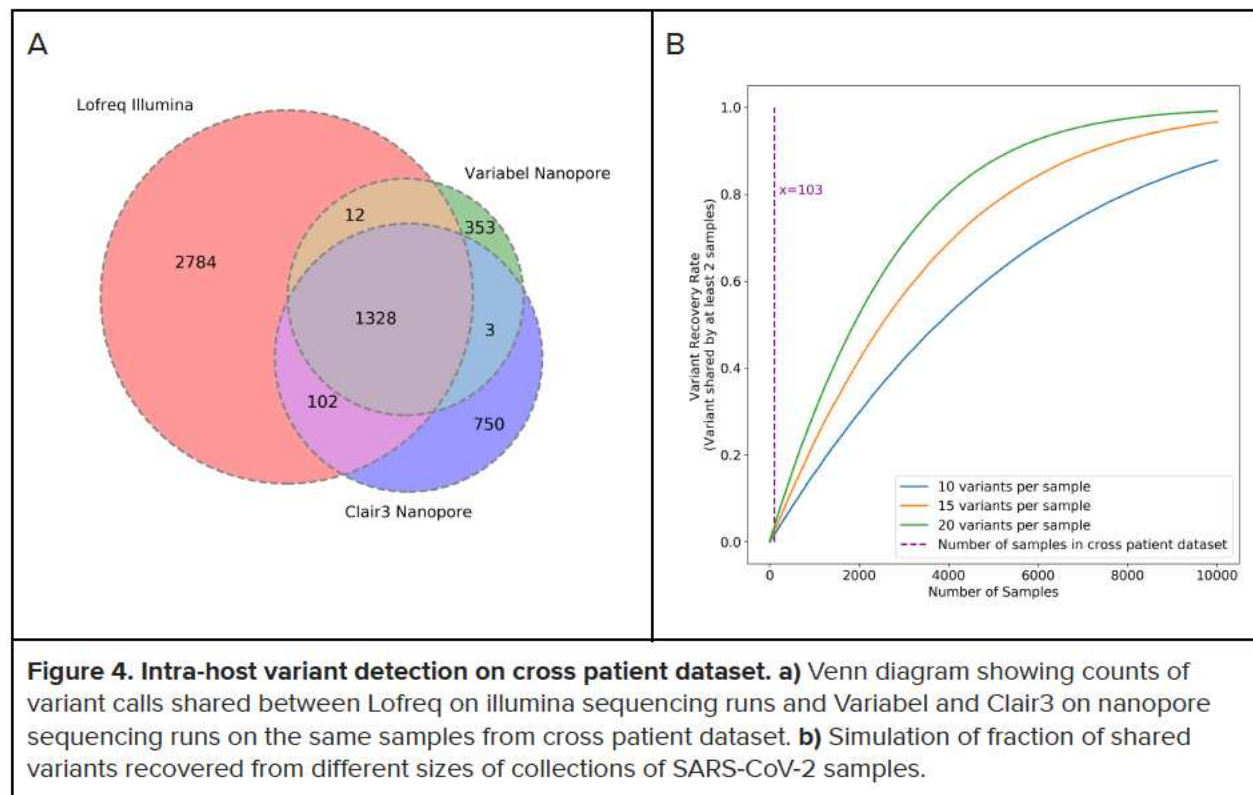 A
Lofreq Illumina
Variabel Nanopore
12
353
2784
1328
3
102
750
Clair3 Nanopore
B
Variant Recovery Rate
(Variant shared by at least 2 samples)
1.0
0.8
0.6
0.4
0.2
0.0
x=103
10 variants per sample
15 variants per sample
20 variants per sample
Number of samples in cross patient dataset
0 2000 4000 6000 8000 10000
Number of Samples
Figure 4. Intra-host variant detection on cross patient dataset. a) Venn diagram showing counts of
variant calls shared between Lofreq on illumina sequencing runs and Variabel and Clair3 on nanopore
sequencing runs on the same samples from cross patient dataset. b) Simulation of fraction of shared
variants recovered from different sizes of collections of SARS-CoV-2 samples.